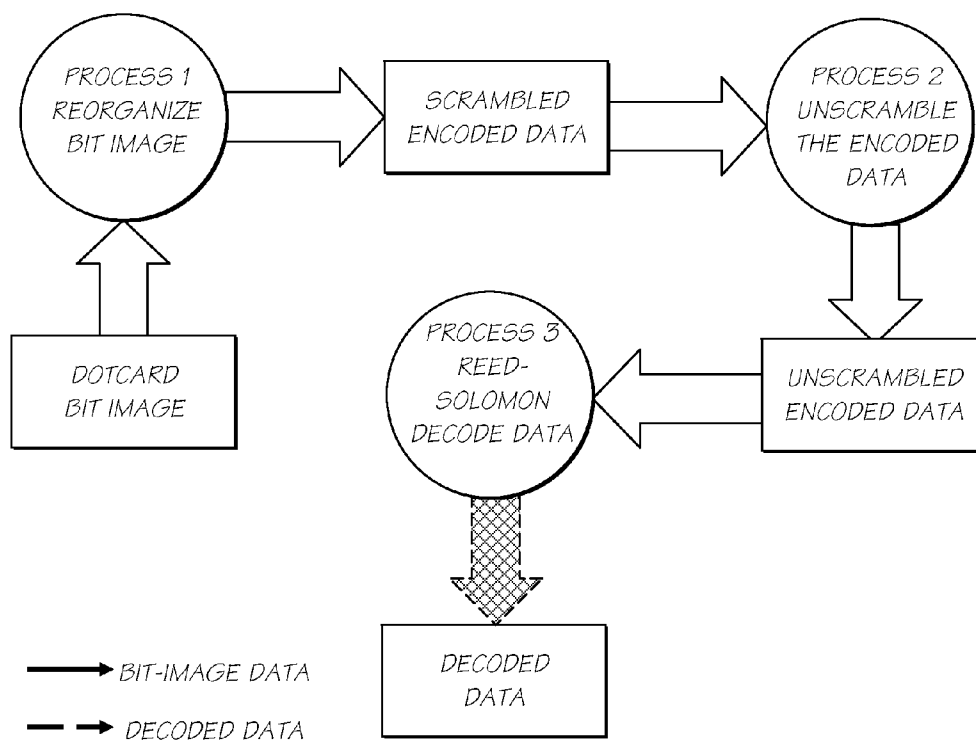 PROCESS 1
REORGANIZE
BIT IMAGE
SCRAMBLED
ENCODED DATA
PROCESS 2
UNSCRAMBLE
THE ENCODED
DATA
DOTCARD
BIT IMAGE
PROCESS 3
REED-
SOLOMON
DECODE DATA
UNSCRAMBLED
ENCODED DATA
DECODED
DATA
BIT-IMAGE DATA
DECODED DATA